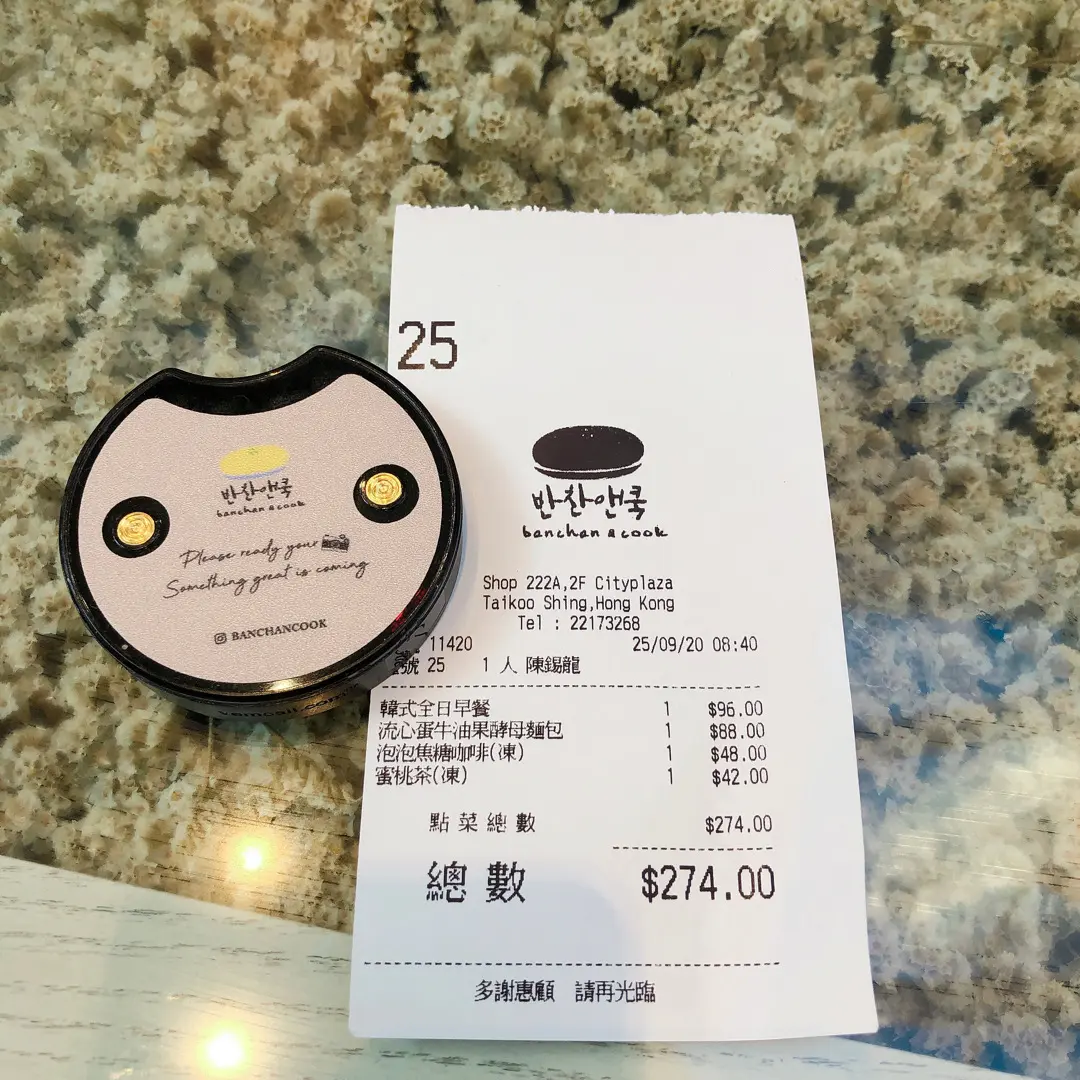 25
반찬앤쿡
banchan & cook
Shop 222A,2F Cityplaza
Taikoo Shing,Hong Kong
Tel : 22173268
11420 25/09/20 08:40
號 25 1 人 陳錫龍
韓式全日早餐 1 $96.00
流心蛋牛油果酵母麵包 1 $88.00
泡泡焦糖咖啡(凍) 1 $48.00
蜜桃茶(凍) 1 $42.00
點菜總數 $274.00
總數 $274.00
多謝惠顧 請再光臨
반찬앤쿡
banchan & cook
Please ready your
Something great is coming
BANCHANCOOK